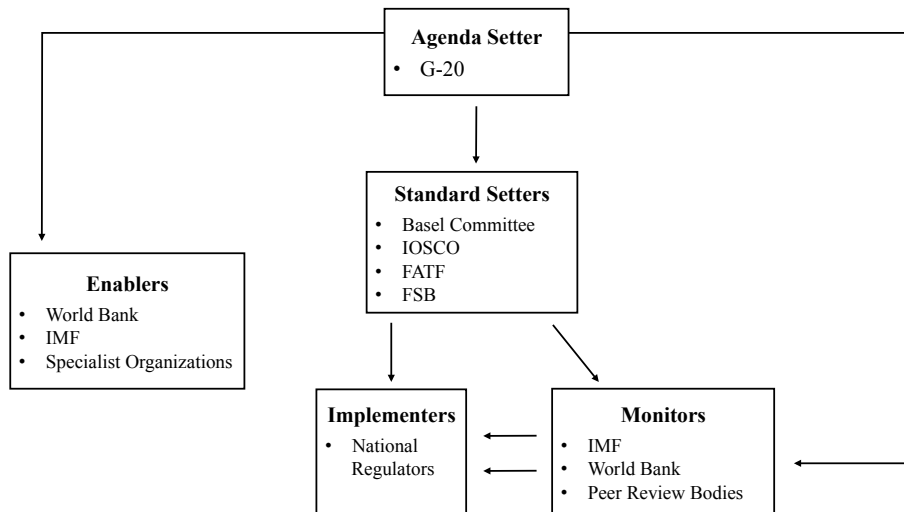 Agenda Setter
• G-20
Standard Setters
• Basel Committee
• IOSCO
• FATF
• FSB
Enablers
• World Bank
• IMF
• Specialist Organizations
Implementers
• National
Regulators
Monitors
• IMF
• World Bank
• Peer Review Bodies